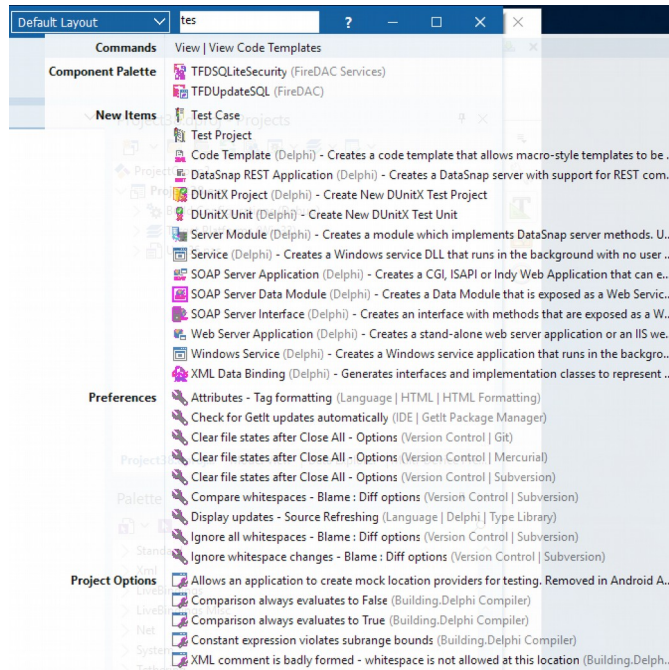 Default Layout tes ?
Commands View | View Code Templates
Component Palette TFDSQLiteSecurity (FireDAC Services)
TFDUpdateSQL (FireDAC)
New Items Test Case
Test Project
Code Template (Delphi) - Creates a code template that allows macro-style templates to be ..
DataSnap REST Application (Delphi) - Creates a DataSnap server with support for REST com..
DUnitX Project (Delphi) - Create New DUnitX Test Project
DUnitX Unit (Delphi) - Create New DUnitX Test Unit
Server Module (Delphi) - Creates a module which implements DataSnap server methods. U...
Service (Delphi) - Creates a Windows service DLL that runs in the background with no user ..
SOAP Server Application (Delphi) - Creates a CGI, ISAPI or Indy Web Application that can e...
SOAP Server Data Module (Delphi) - Creates a Data Module that is exposed as a Web Servic..
SOAP Server Interface (Delphi) - Creates an interface with methods that are exposed as a W..
Web Server Application (Delphi) - Creates a stand-alone web server application or an IIS we..
Windows Service (Delphi) - Creates a Windows service application that runs in the backgro..
XML Data Binding (Delphi) - Generates interfaces and implementation classes to represent ..
Preferences Attributes - Tag formatting (Language | HTML | HTML Formatting)
Check for GetIt updates automatically (IDE | GetIt Package Manager)
Clear file states after Close All - Options (Version Control | Git)
Clear file states after Close All - Options (Version Control | Mercurial)
Clear file states after Close All - Options (Version Control | Subversion)
Compare whitespaces - Blame : Diff options (Version Control | Subversion)
Display updates - Source Refreshing (Language | Delphi | Type Library)
Ignore all whitespaces - Blame : Diff options (Version Control | Subversion)
Ignore whitespace changes - Blame : Diff options (Version Control | Subversion)
Project Options Allows an application to create mock location providers for testing. Removed in Android A..
Comparison always evaluates to False (Building.Delphi Compiler)
Comparison always evaluates to True (Building.Delphi Compiler)
Constant expression violates subrange bounds (Building.Delphi Compiler)
XML comment is badly formed - whitespace is not allowed at this location (Building.Delph..
Projects
Palette
Xml
Net
System